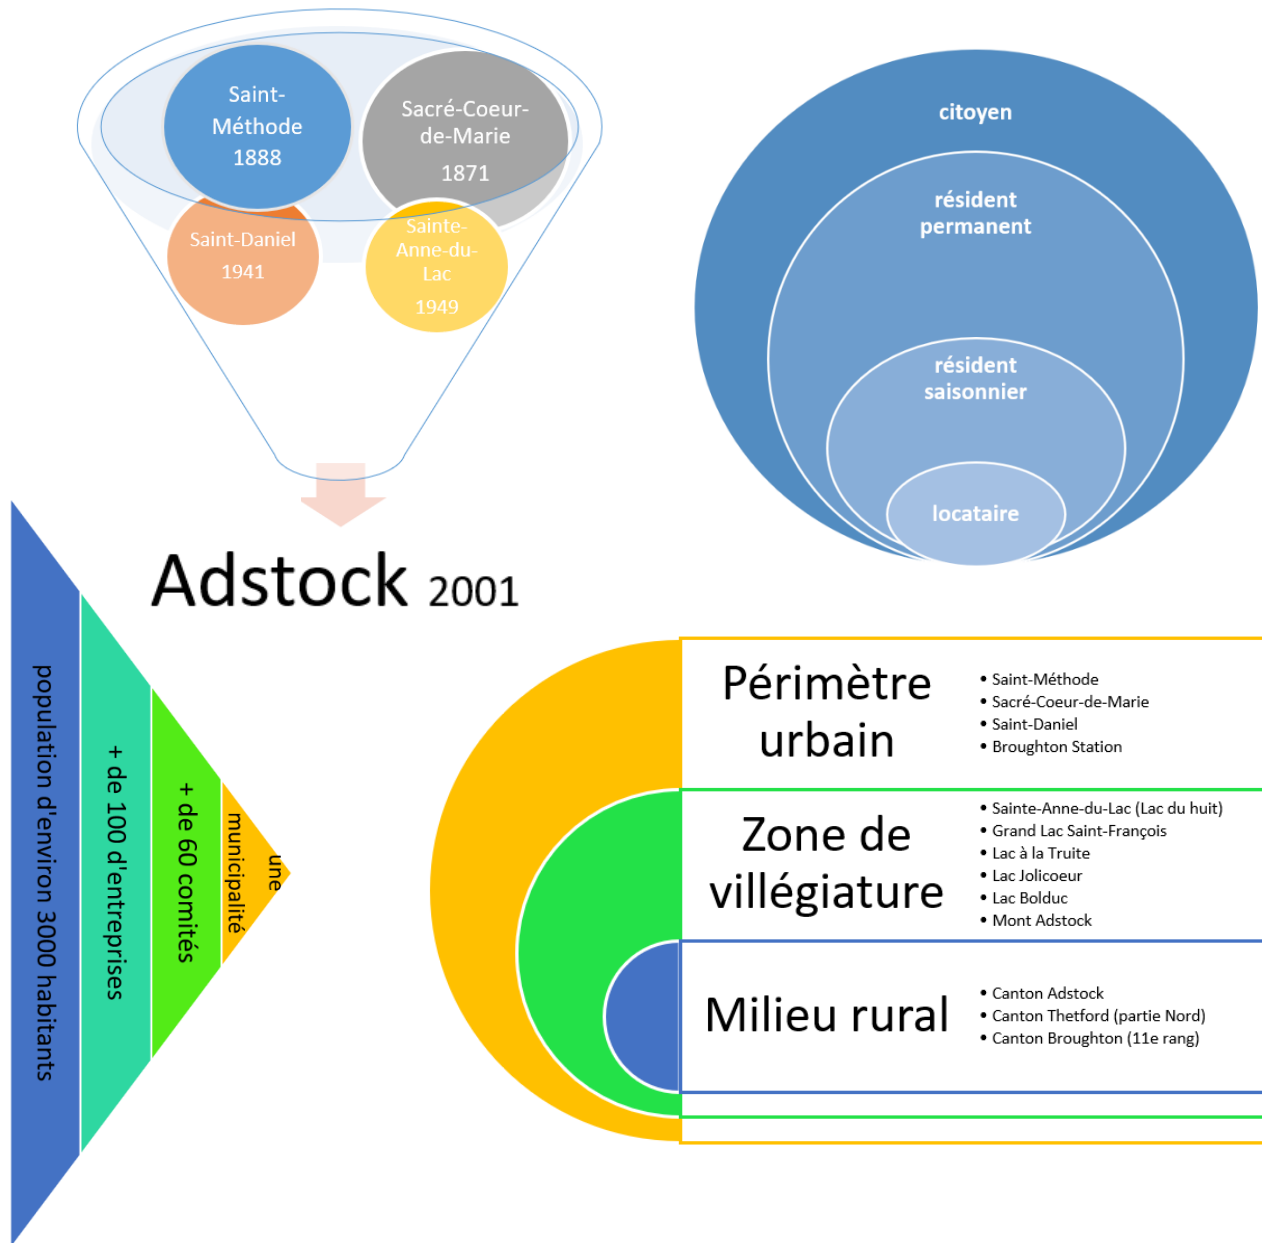 Saint-
Méthode
1888
Sacré-Coeur-
de-Marie
1871
Saint-Daniel
1941
Sainte-
Anne-du-
Lac
1949
Adstock 2001
citoyen
résident
permanent
résident
saisonnier
locataire
population d'environ 3000 habitants
+ de 100 d'entreprises
+ de 60 comités
une
municipalité
Périmètre
urbain
• Saint-Méthode
• Sacré-Coeur-de-Marie
• Saint-Daniel
• Broughton Station
Zone de
villégiature
• Sainte-Anne-du-Lac (Lac du huit)
• Grand Lac Saint-François
• Lac à la Truite
• Lac Jolicoeur
• Lac Bolduc
• Mont Adstock
Milieu rural
• Canton Adstock
• Canton Thetford (partie Nord)
• Canton Broughton (11e rang)